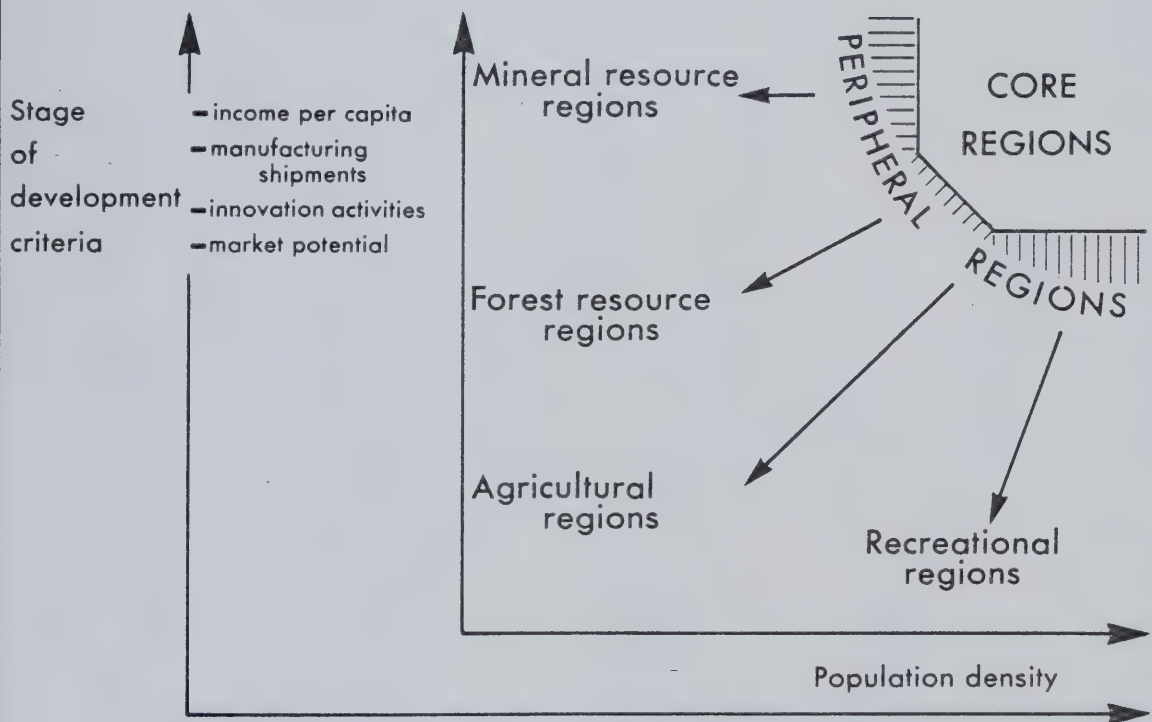 Stage
of
development
criteria
-income per capita
-manufacturing
shipments
-innovation activities
-market potential
Mineral resource
regions
PERIPHERAL
REGIONS
CORE
REGIONS
Forest resource
regions
Agricultural
regions
Recreational
regions
Population density